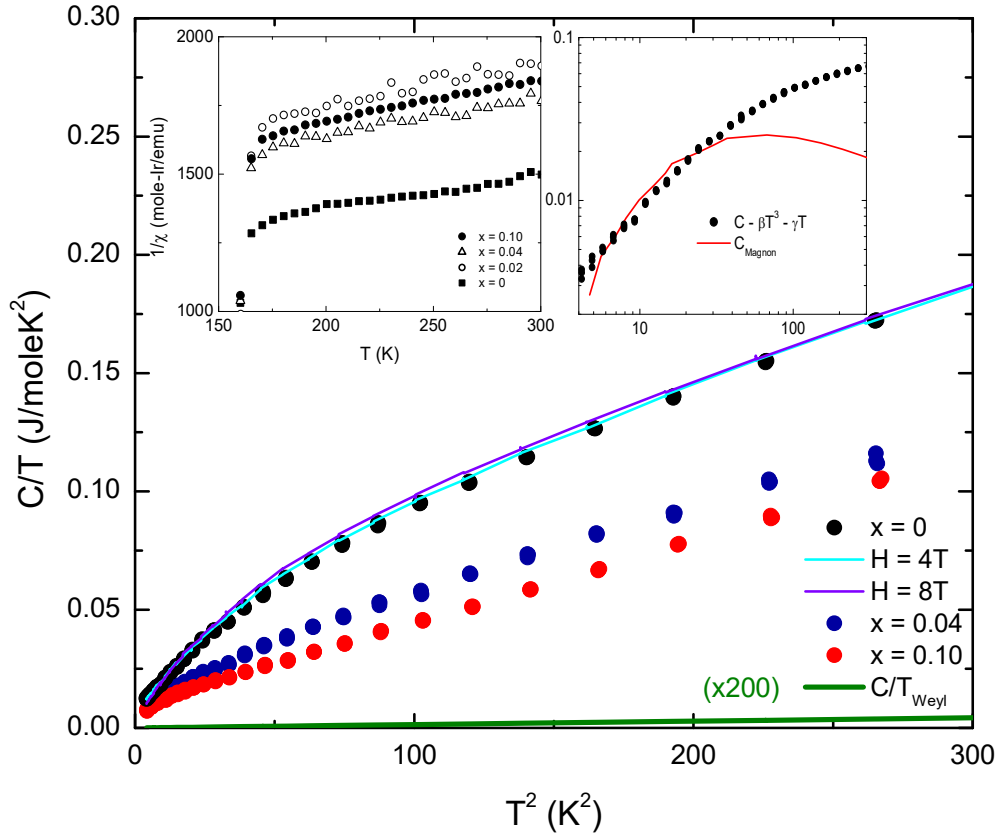 0.30
0.25
0.20
0.15
0.10
0.05
0.00
C/T (J/moleK²)
0
100
200
300
T² (K²)
2000
1500
1000
1/χ (mole-Ir/emu)
150
200
250
300
T (K)
x = 0.10
x = 0.04
x = 0.02
x = 0
0.1
0.01
10
100
C - βT³ - γT
C_Magnon
x = 0
H = 4T
H = 8T
x = 0.04
x = 0.10
(x200)
C/T_Weyl